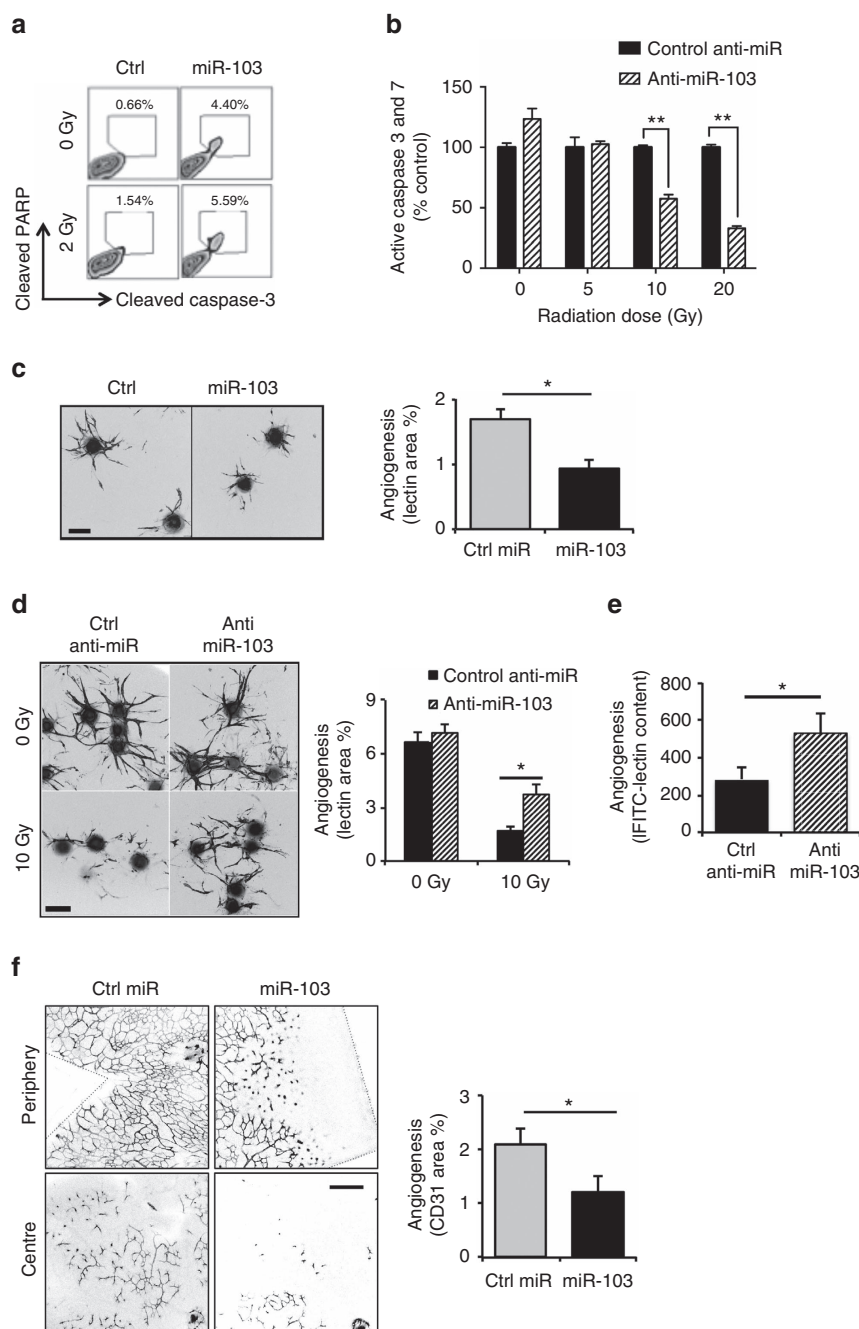 a
Ctrl
miR-103
0 Gy
0.66%
4.40%
2 Gy
1.54%
5.59%
Cleaved PARP
Cleaved caspase-3
b
Control anti-miR
Anti-miR-103
Active caspase 3 and 7
(% control)
150
100
50
0
**
**
0
5
10
20
Radiation dose (Gy)
c
Ctrl
miR-103
Angiogenesis
(lectin area %)
2
1
0
*
Ctrl miR
miR-103
d
Ctrl
anti-miR
Anti
miR-103
0 Gy
10 Gy
Control anti-miR
Anti-miR-103
Angiogenesis
(lectin area %)
9
6
3
0
*
0 Gy
10 Gy
e
Angiogenesis
(IFITC-lectin content)
800
600
400
200
0
*
Ctrl
anti-miR
Anti
miR-103
f
Ctrl miR
miR-103
Periphery
Centre
Angiogenesis
(CD31 area %)
3
2
1
0
*
Ctrl miR
miR-103